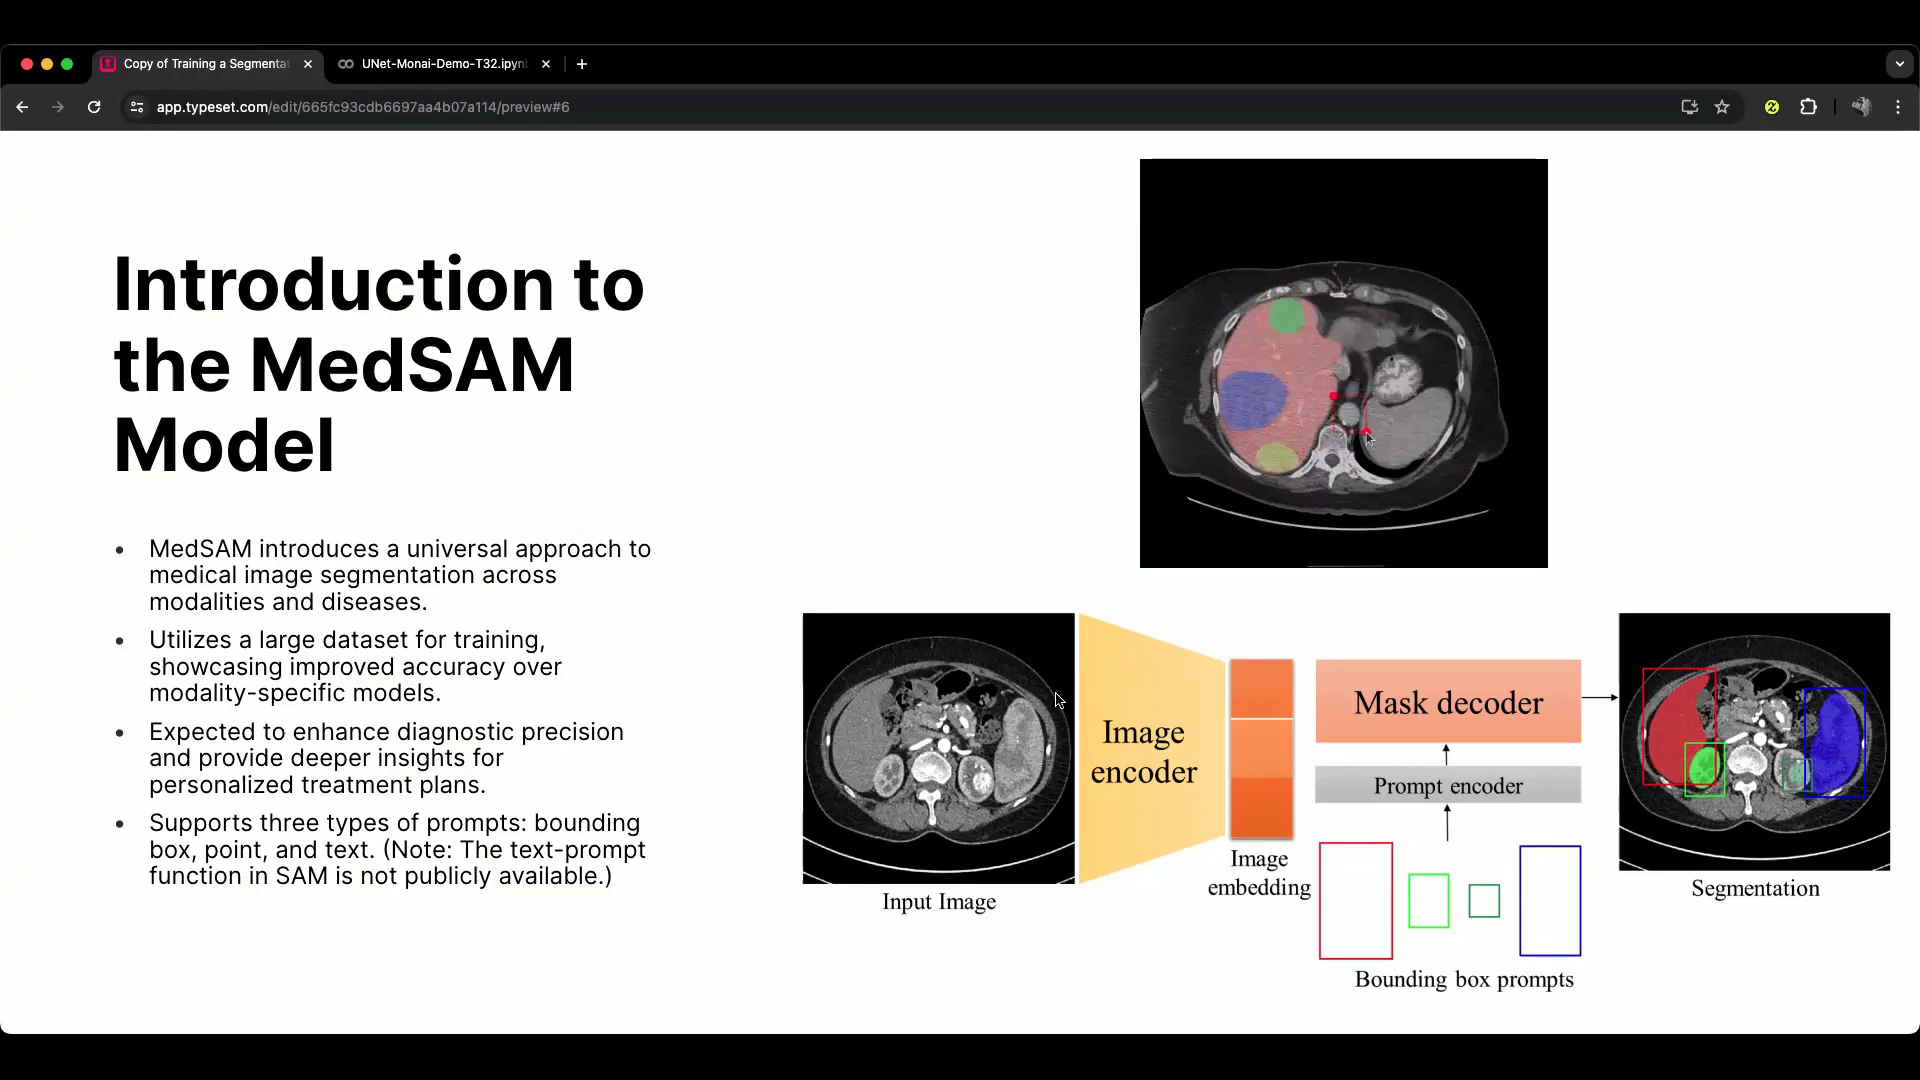 Copy of Training a Segmenta
UNet-Monai-Demo-T32.ipyn
app.typeset.com/edit/665fc93cdb6697aa4b07a114/preview#6
Introduction to
the MedSAM
Model
• MedSAM introduces a universal approach to
medical image segmentation across
modalities and diseases.
• Utilizes a large dataset for training,
showcasing improved accuracy over
modality-specific models.
• Expected to enhance diagnostic precision
and provide deeper insights for
personalized treatment plans.
• Supports three types of prompts: bounding
box, point, and text. (Note: The text-prompt
function in SAM is not publicly available.)
Input Image
Image
encoder
Image
embedding
Mask decoder
Prompt encoder
Bounding box prompts
Segmentation